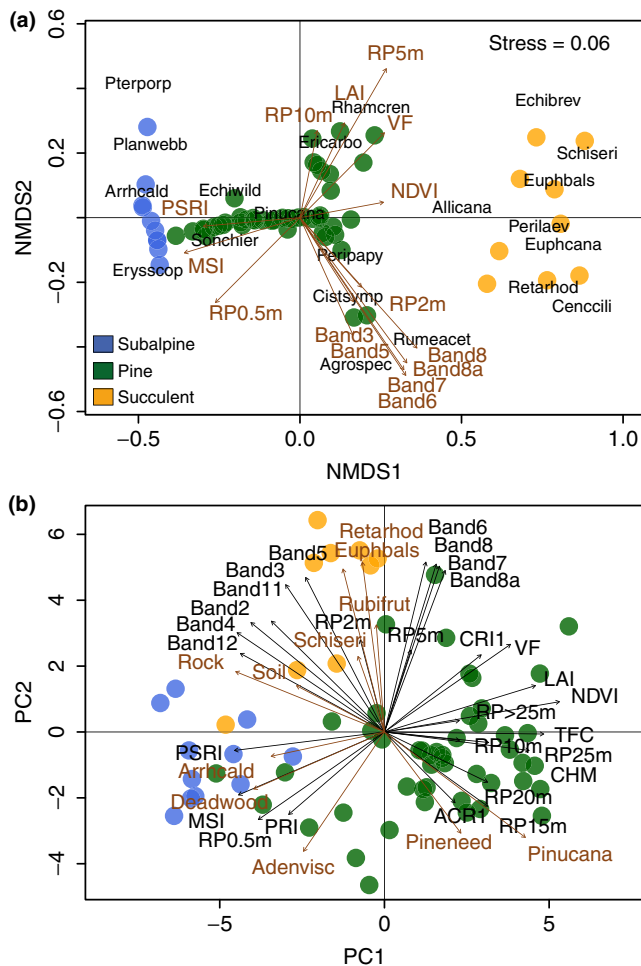 (a)
0.6
RP5m
Stress = 0.06
Pterporp
LAI
Echibrev
RP10m
Rhamcren
VF
Planwebb
Ericarbo
Schiseri
0.2
Arrhcald
Echiwild
NDVI
Euphbals
PSRI
Pinucana
Allicana
NMDS2
Sonchier
Perilaev
MSI
Peripapy
Euphcana
−0.2
Erysscop
RP0.5m
Cistsymp
RP2m
Retarhod
Cenccili
Subalpine
Band3
Rumeacet
Pine
Band5
Band8
Succulent
Agrospec
Band8a
Band7
Band6
−0.6
−0.5
0.0
0.5
1.0
NMDS1
(b)
6
Retarhod
Band6
Band5
Euphbals
Band8
Band3
Band7
Band11
Band8a
4
Band2
Rubifrut
Band4
RP2m
RP5m
CRI1
Band12
Schiseri
VF
2
Rock
Soil
LAI
NDVI
PC2
RP>25m
0
TFC
PSRI
RP10m
RP25m
Arrhcald
CHM
−2
Deadwood
RP20m
MSI
PRI
ACR1
RP15m
RP0.5m
Pineneed
Pinucana
−4
Adenvisc
−5
0
5
PC1